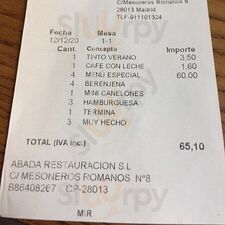 C/Mesoneros Romanos 8
28013 Madrid
TLF-911101324
Fecha Mesa
12/12/20 1-1
Cant. Concepto Importe
1 TINTO VERANO 3,50
1 CAFE CON LECHE 1,60
4 MENÚ ESPECIAL 60,00
4 BERENJENA
1 MINI CANELONES
3 HAMBURGUESA
1 TERMINA
3 MUY HECHO
TOTAL (IVA inc.) 65,10
ABADA RESTAURACION S.L
C/ MESONEROS ROMANOS Nº8
B86408267 CP-28013
MIR
sluurpy